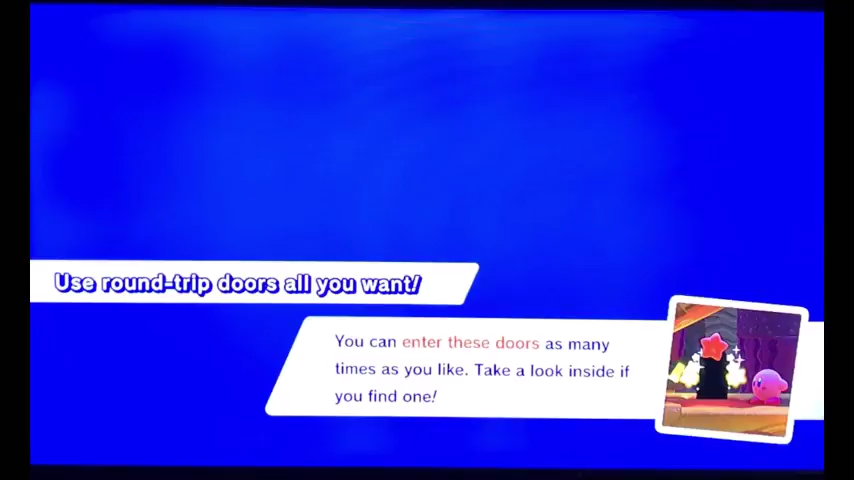 Use round-trip doors all you want!
You can enter these doors as many
times as you like. Take a look inside if
you find one!